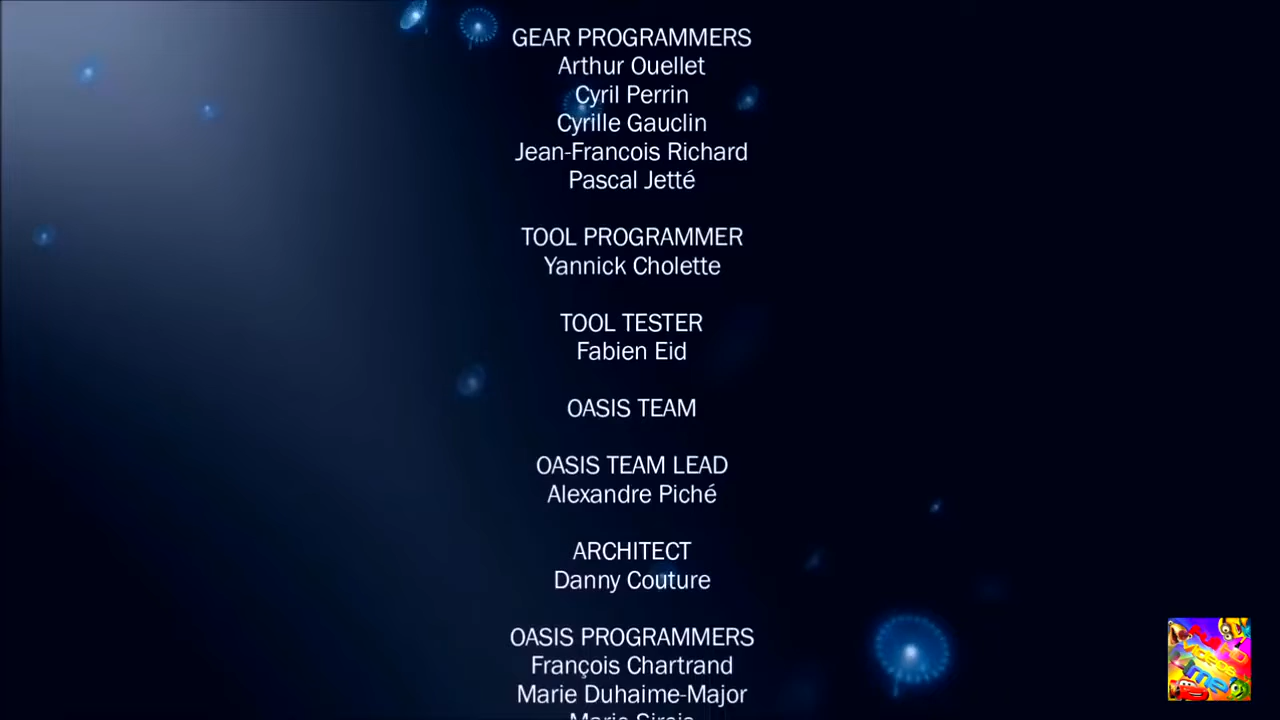 GEAR PROGRAMMERS
Arthur Ouellet
Cyril Perrin
Cyrille Gauclin
Jean-Francois Richard
Pascal Jetté
TOOL PROGRAMMER
Yannick Cholette
TOOL TESTER
Fabien Eid
OASIS TEAM
OASIS TEAM LEAD
Alexandre Piché
ARCHITECT
Danny Couture
OASIS PROGRAMMERS
François Chartrand
Marie Duhaime-Major